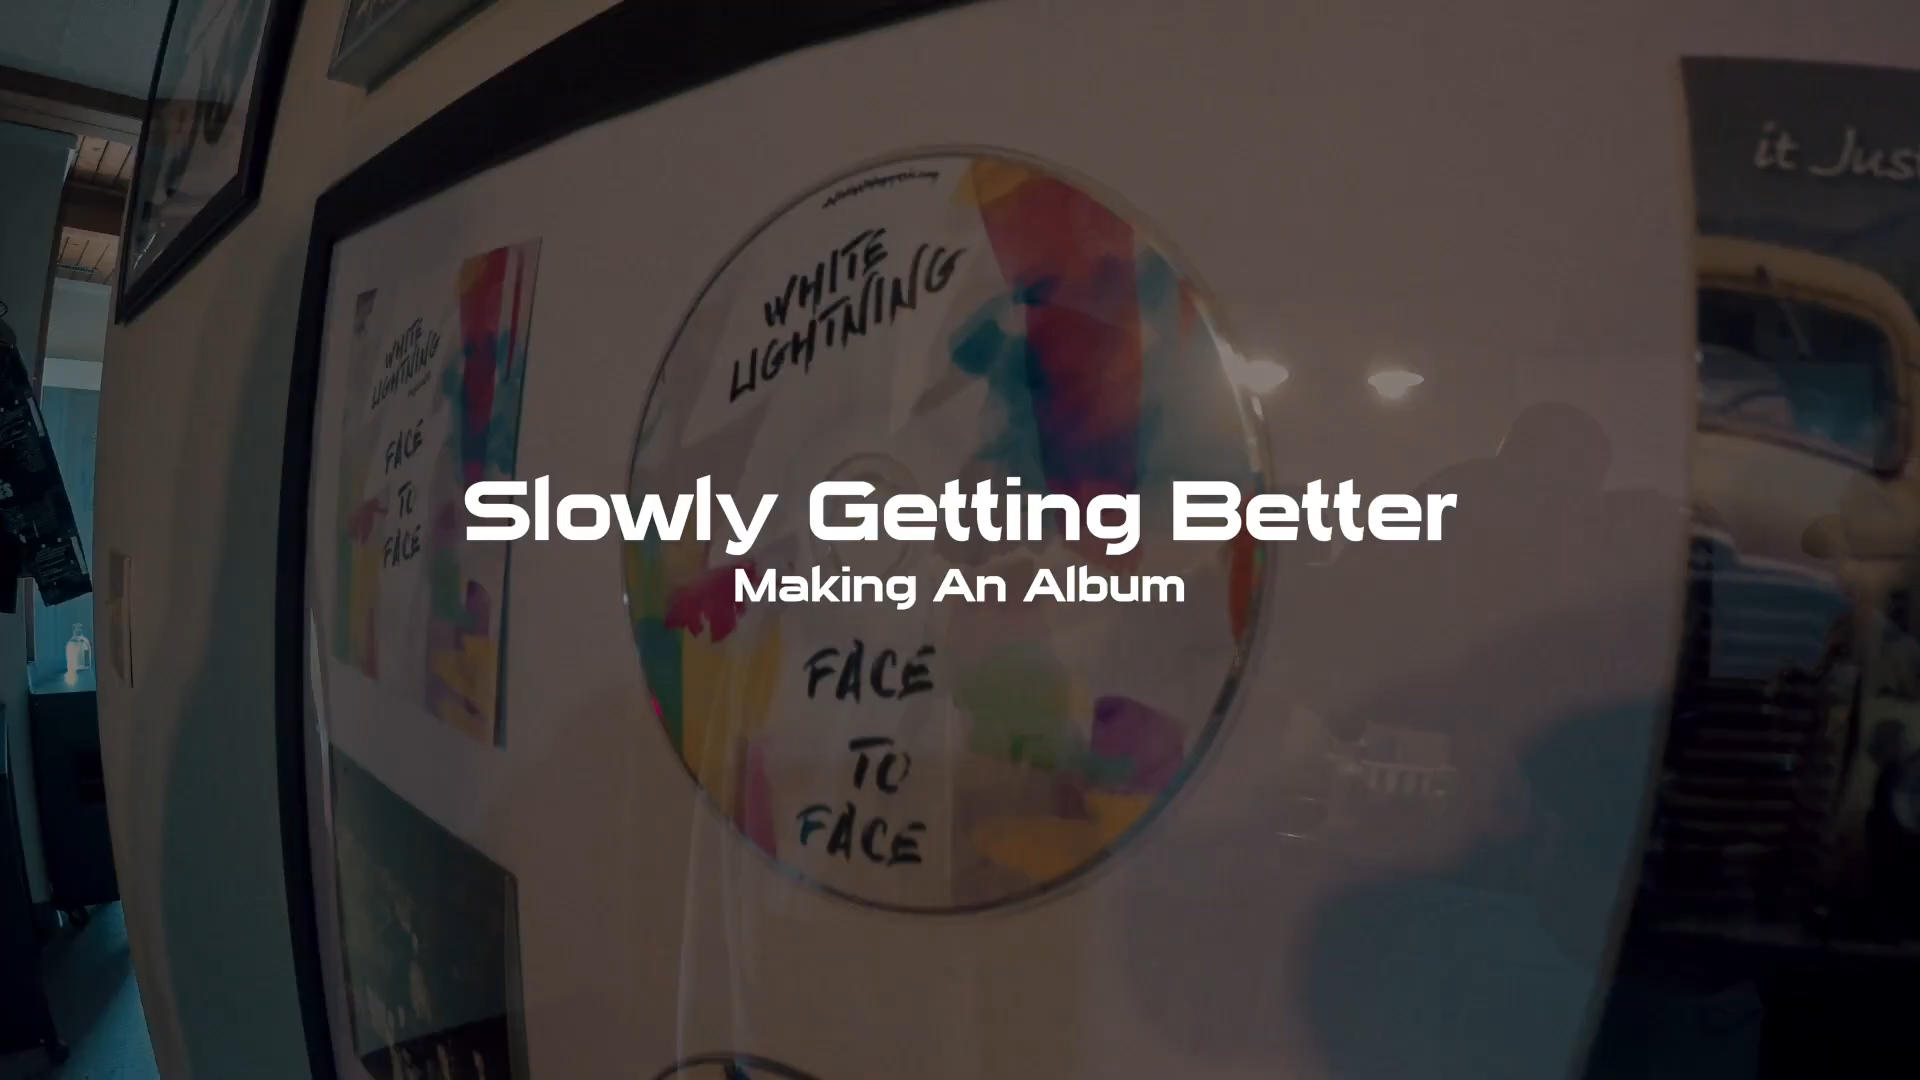 it Jus
WHITE
LIGHTNING
WHITE
LIGHTNING
FACE
TO
FACE
Slowly Getting Better
Making An Album
FACE
TO
FACE